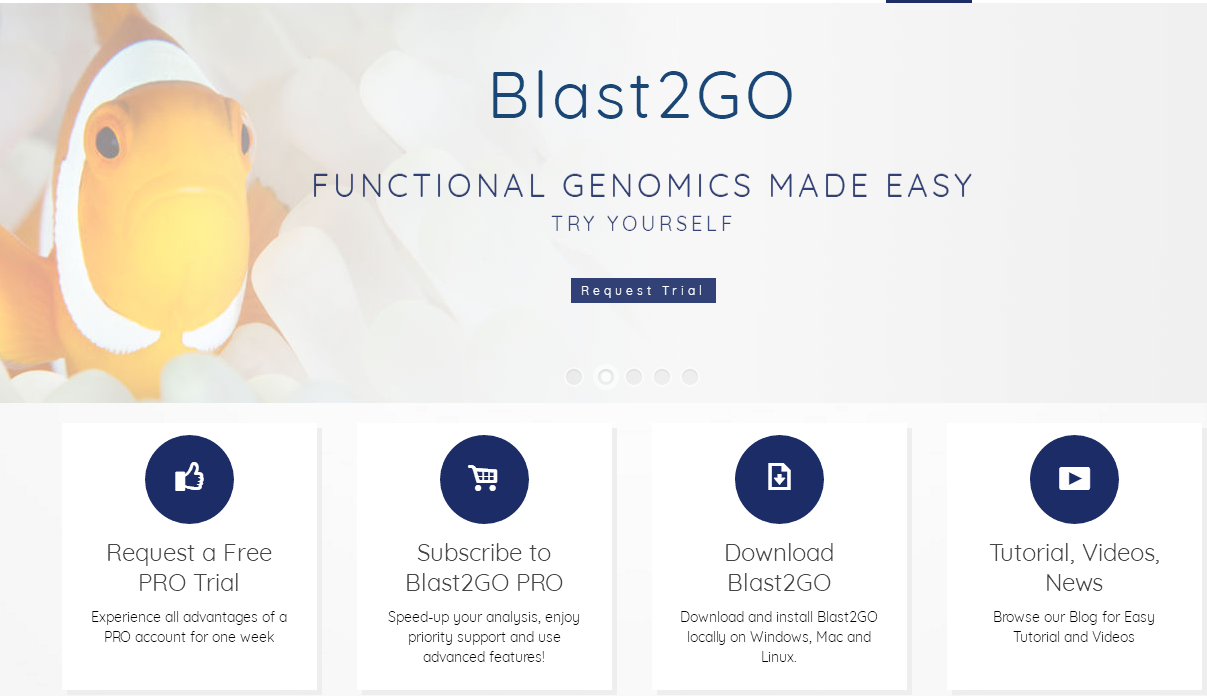 Blast2GO
FUNCTIONAL GENOMICS MADE EASY
TRY YOURSELF
Request Trial
Request a Free
PRO Trial
Experience all advantages of a
PRO account for one week
Subscribe to
Blast2GO PRO
Speed-up your analysis, enjoy
priority support and use
advanced features!
Download
Blast2GO
Download and install Blast2GO
locally on Windows, Mac and
Linux.
Tutorial, Videos,
News
Browse our Blog for Easy
Tutorial and Videos